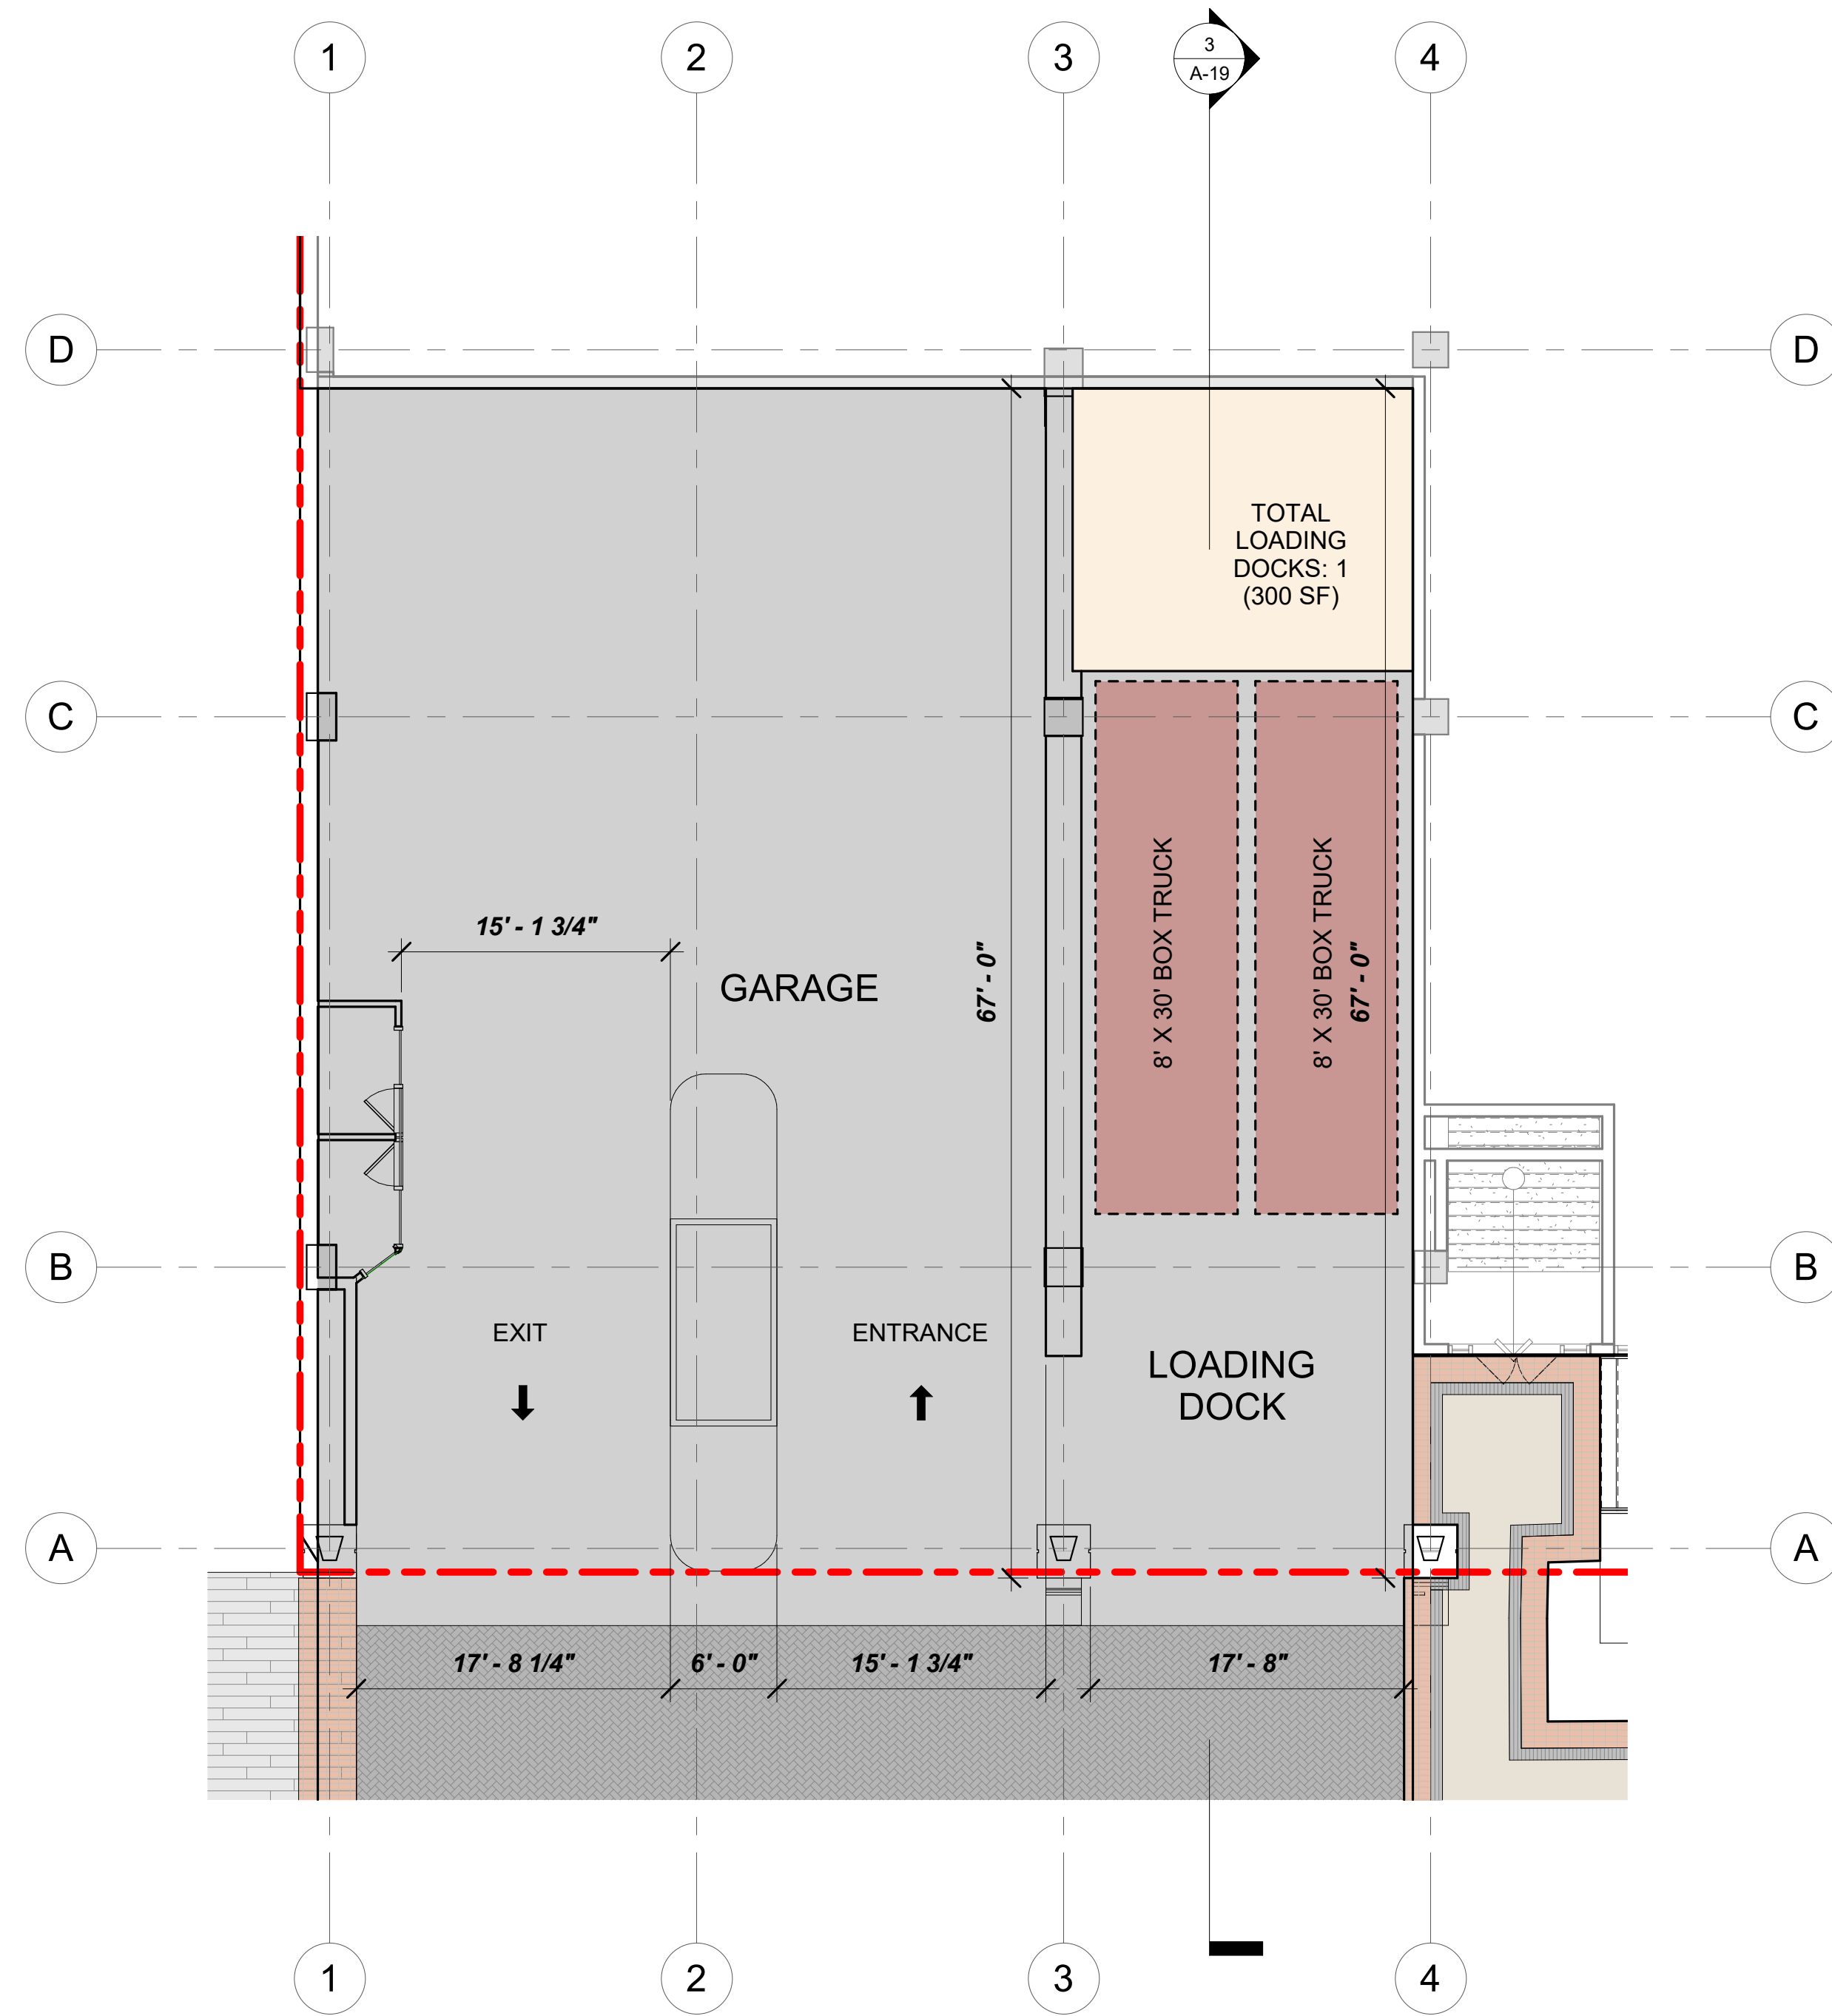 1
2
3
3
A-19
4
D
D
TOTAL
LOADING
DOCKS: 1
(300 SF)
C
C
8' X 30' BOX TRUCK
8' X 30' BOX TRUCK
15' - 1 3/4"
GARAGE
67' - 0"
67' - 0"
B
B
EXIT
ENTRANCE
LOADING
DOCK
A
A
17' - 8 1/4"
6' - 0"
15' - 1 3/4"
17' - 8"
1
2
3
4